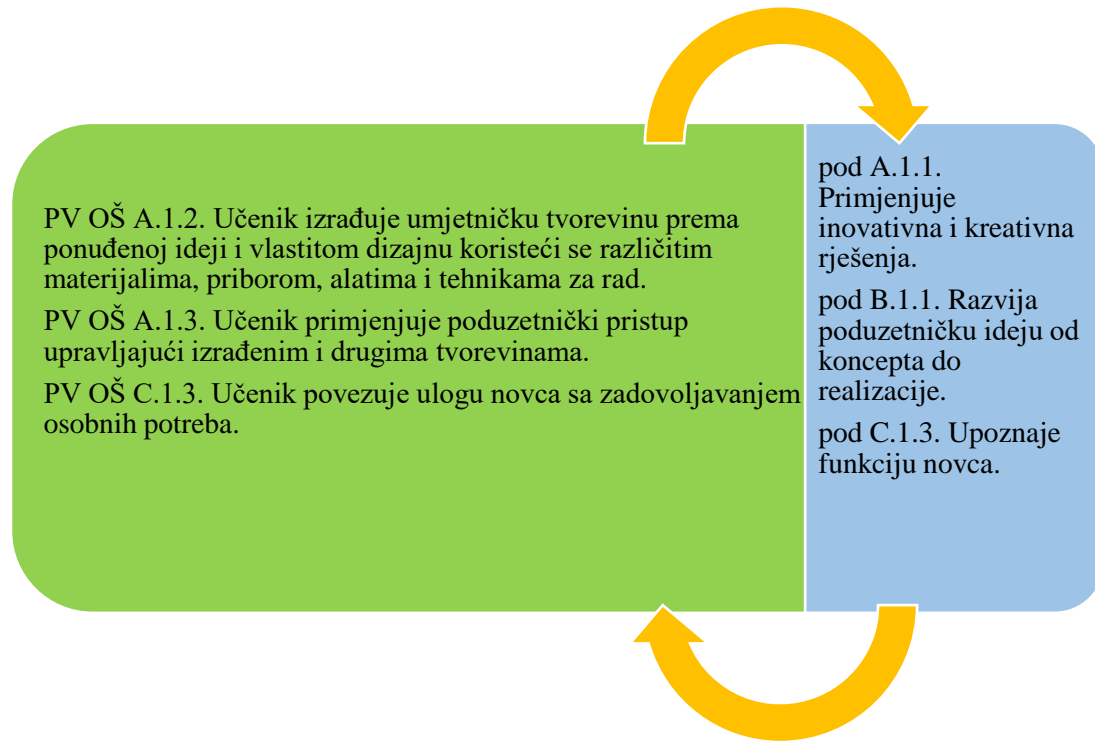 PV OŠ A.1.2. Učenik izrađuje umjetničku tvorevinu prema
ponuđenoj ideji i vlastitom dizajnu koristeći se različitim
materijalima, priborom, alatima i tehnikama za rad.
PV OŠ A.1.3. Učenik primjenjuje poduzetnički pristup
upravljajući izrađenim i drugima tvorevinama.
PV OŠ C.1.3. Učenik povezuje ulogu novca sa zadovoljavanjem
osobnih potreba.
pod A.1.1.
Primjenjuje
inovativna i kreativna
rješenja.
pod B.1.1. Razvija
poduzetničku ideju od
koncepta do
realizacije.
pod C.1.3. Upoznaje
funkciju novca.